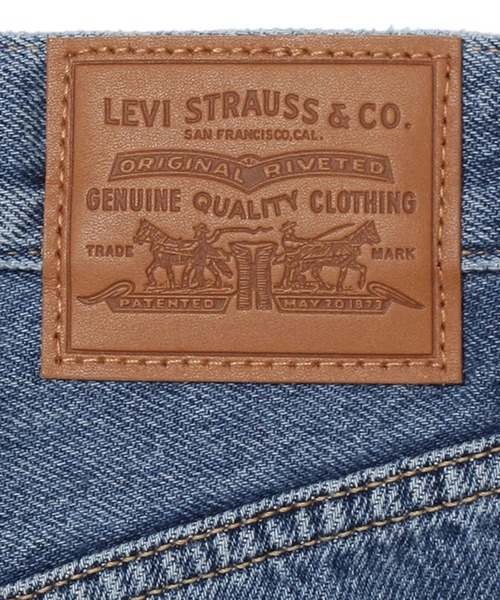 LEVI STRAUSS & CO.
SAN FRANCISCO, CAL.
ORIGINAL RIVETED
GENUINE QUALITY CLOTHING
TRADE MARK
PATENTED MAY 20 1873